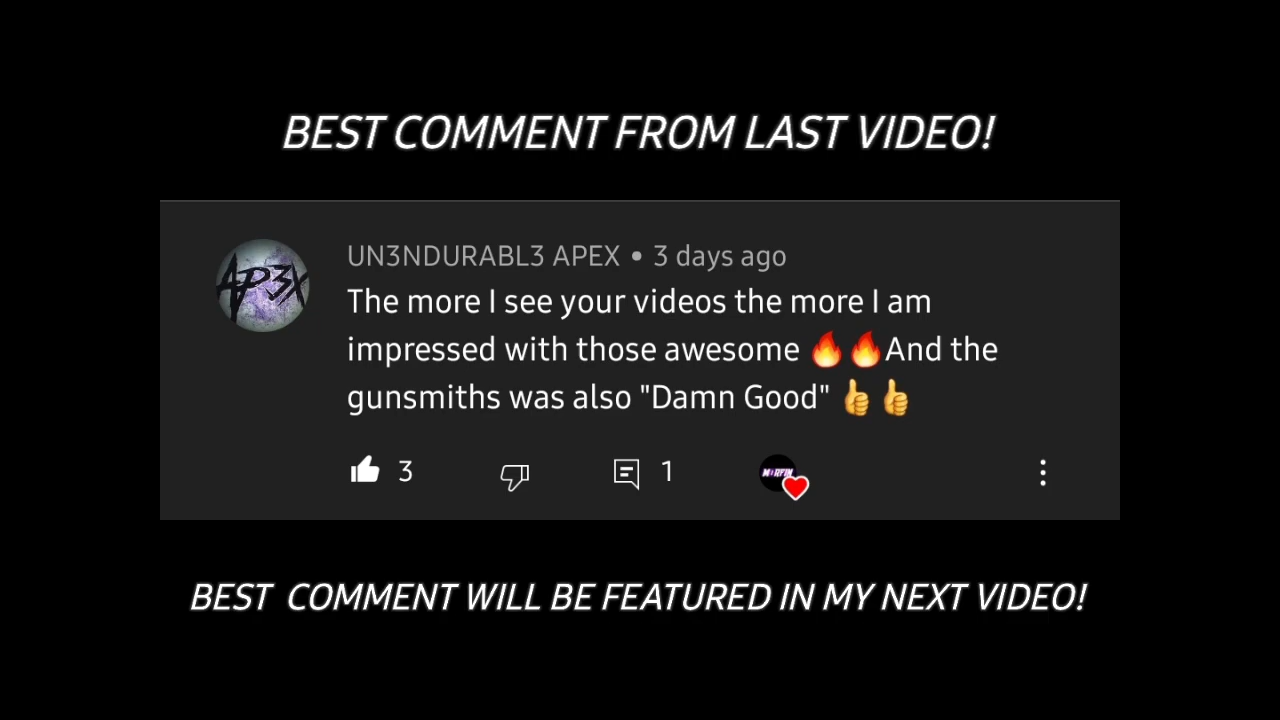 BEST COMMENT FROM LAST VIDEO!
AP3X
UN3NDURABL3 APEX • 3 days ago
The more I see your videos the more I am
impressed with those awesome 🔥🔥And the
gunsmiths was also "Damn Good" 👍👍
3
1
BEST COMMENT WILL BE FEATURED IN MY NEXT VIDEO!